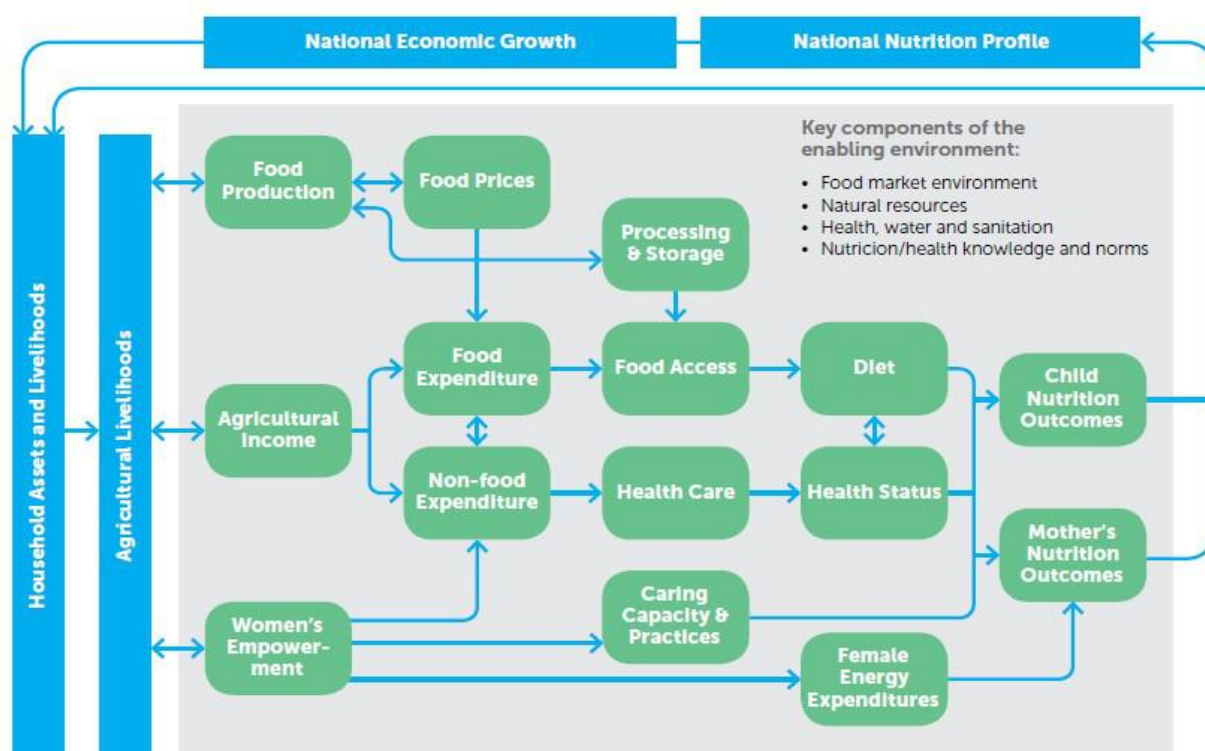 National Economic Growth
National Nutrition Profile
Household Assets and Livelihoods
Agricultural Livelihoods
Key components of the
enabling environment:
• Food market environment
• Natural resources
• Health, water and sanitation
• Nutricion/health knowledge and norms
Food
Production
Food Prices
Processing
& Storage
Food
Expenditure
Food Access
Diet
Child
Nutrition
Outcomes
Agricultural
Income
Non-food
Expenditure
Health Care
Health Status
Mother's
Nutrition
Outcomes
Women's
Empower-
ment
Caring
Capacity &
Practices
Female
Energy
Expenditures